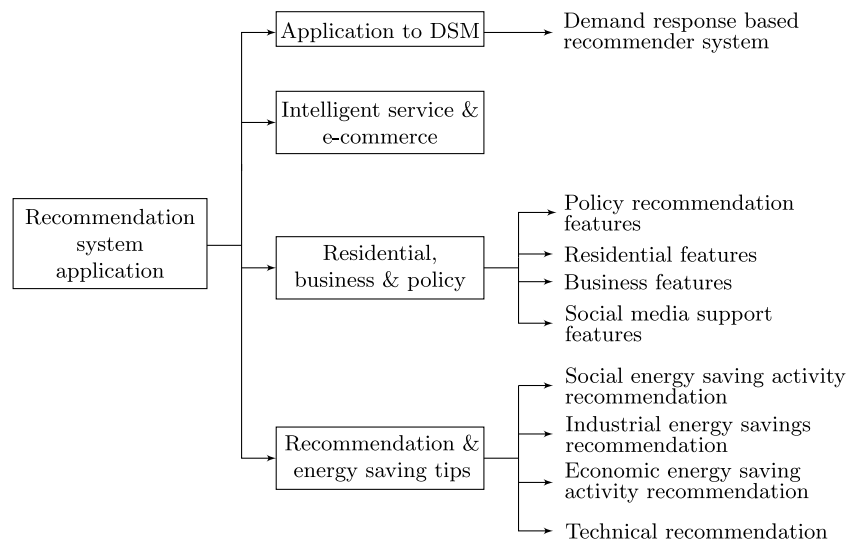 Recommendation
system
application
Application to DSM
Demand response based
recommender system
Intelligent service &
e-commerce
Residential,
business & policy
Policy recommendation
features
Residential features
Business features
Social media support
features
Recommendation &
energy saving tips
Social energy saving activity
recommendation
Industrial energy savings
recommendation
Economic energy saving
activity recommendation
Technical recommendation